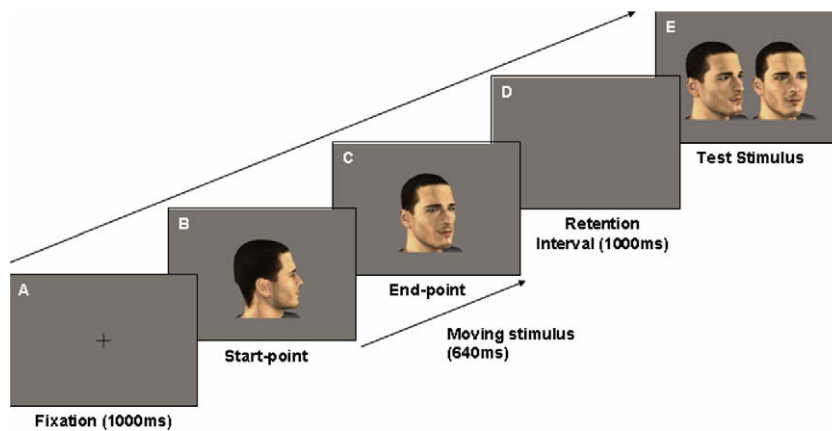 A
Fixation (1000ms)
B
Start-point
C
End-point
Moving stimulus
(640ms)
D
Retention
Interval (1000ms)
E
Test Stimulus